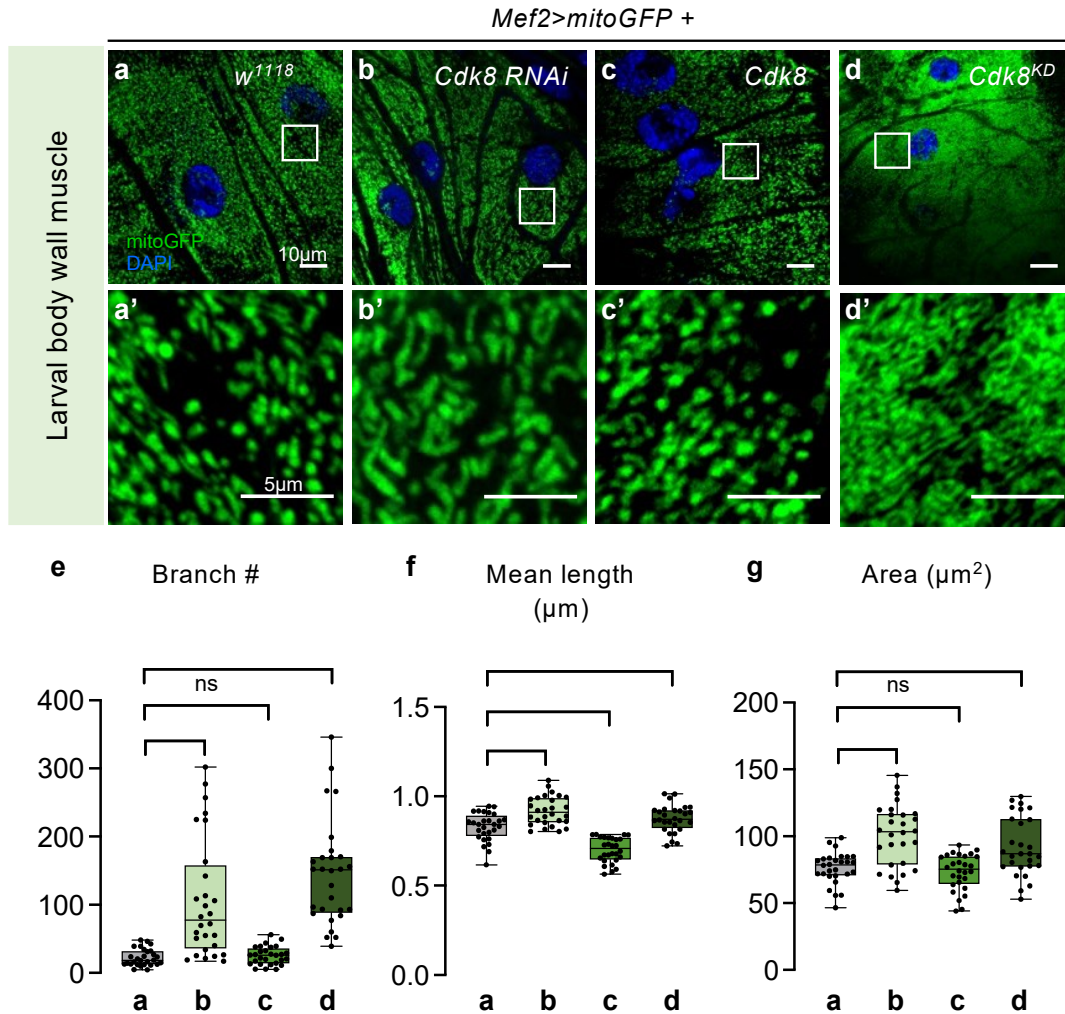 Mef2>mitoGFP +
Larval body wall muscle
a w1118
b Cdk8 RNAi
c Cdk8
d Cdk8KD
mitoGFP
DAPI
10µm
a’
b’
c’
d’
5µm
e Branch #
f Mean length
(µm)
g Area (µm2)
ns
400
300
200
100
0
a b c d
1.5
1.0
0.5
0.0
a b c d
ns
200
150
100
50
0
a b c d